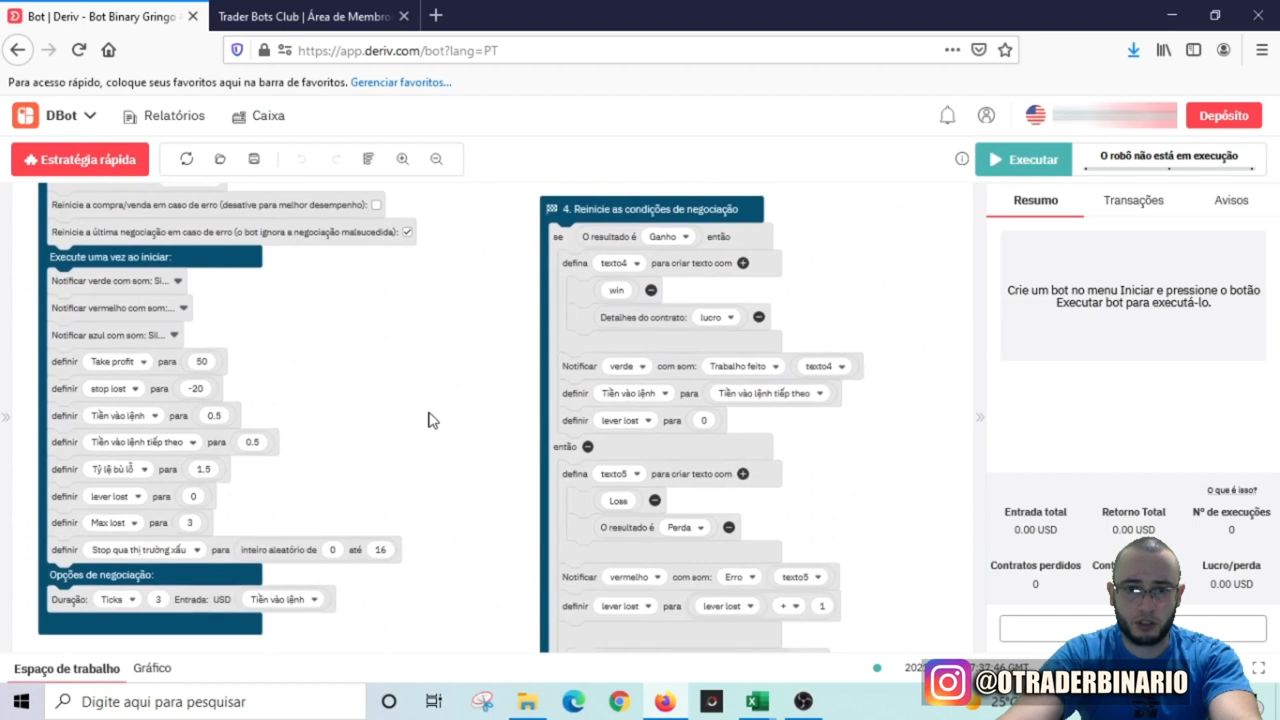 Bot | Deriv - Bot Binary Gringo
Trader Bots Club | Área de Membro
https://app.deriv.com/bot?lang=PT
Para acesso rápido, coloque seus favoritos aqui na barra de favoritos. Gerenciar favoritos...
DBot
Relatórios
Caixa
Depósito
Estratégia rápida
Executar
O robô não está em execução
Reinicie a compra/venda em caso de erro (desative para melhor desempenho):
Reinicie a última negociação em caso de erro (o bot ignora a negociação malsucedida):
Execute uma vez ao iniciar:
Notificar verde com som: Si...
Notificar vermelho com som:...
Notificar azul com som: Sil...
definir Take profit para 50
definir stop lost para -20
definir Tiền vào lệnh para 0.5
definir Tiền vào lệnh tiếp theo para 0.5
definir Tỷ lệ bù lỗ para 1.5
definir lever lost para 0
definir Max lost para 3
definir Stop qua thị trường xấu para inteiro aleatório de 0 até 16
Opções de negociação:
Duração: Ticks 3 Entrada: USD Tiền vào lệnh
4. Reinicie as condições de negociação
se O resultado é Ganho então
defina texto4 para criar texto com
win
Detalhes do contrato: lucro
Notificar verde com som: Trabalho feito texto4
definir Tiền vào lệnh para Tiền vào lệnh tiếp theo
definir lever lost para 0
então
defina texto5 para criar texto com
Loss
O resultado é Perda
Notificar vermelho com som: Erro texto5
definir lever lost para lever lost + 1
Resumo
Transações
Avisos
Crie um bot no menu Iniciar e pressione o botão
Executar bot para executá-lo.
O que é isso?
Entrada total
Retorno Total
Nº de execuções
0.00 USD
0.00 USD
0
Contratos perdidos
Lucro/perda
0
0.00 USD
Espaço de trabalho
Gráfico
GMT
@OTRADERBINARIO
Digite aqui para pesquisar